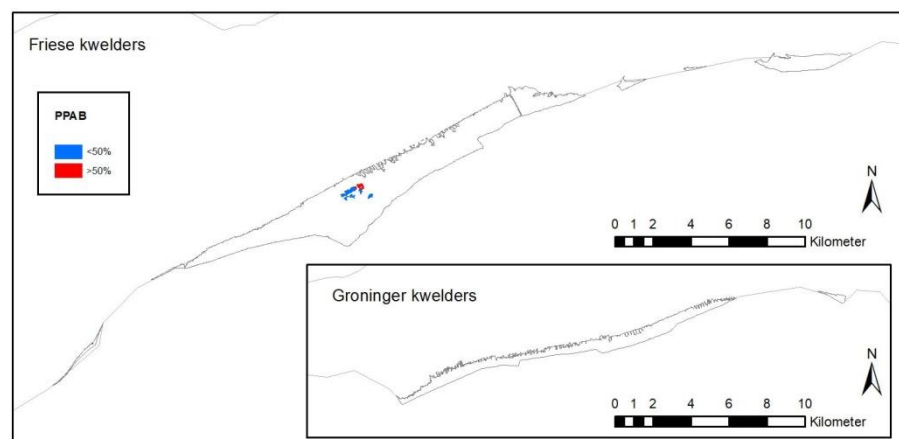 Friese kwelders
PPAB
<50%
>50%
N
0 1 2 4 6 8 10
Kilometer
Groninger kwelders
N
0 1 2 4 6 8 10
Kilometer